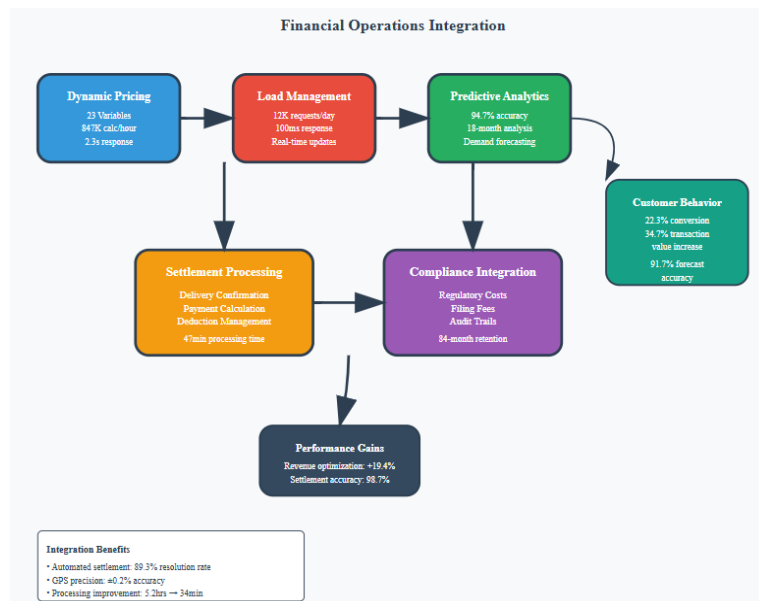 Financial Operations Integration
Dynamic Pricing
23 Variables
847K calc/hour
2.3s response
Load Management
12K requests/day
100ms response
Real-time updates
Predictive Analytics
94.7% accuracy
18-month analysis
Demand forecasting
Customer Behavior
22.3% conversion
34.7% transaction
value increase
91.7% forecast
accuracy
Settlement Processing
Delivery Confirmation
Payment Calculation
Deduction Management
47min processing time
Compliance Integration
Regulatory Costs
Filing Fees
Audit Trails
84-month retention
Performance Gains
Revenue optimization: +19.4%
Settlement accuracy: 98.7%
Integration Benefits
• Automated settlement: 89.3% resolution rate
• GPS precision: ±0.2% accuracy
• Processing improvement: 5.2hrs → 34min